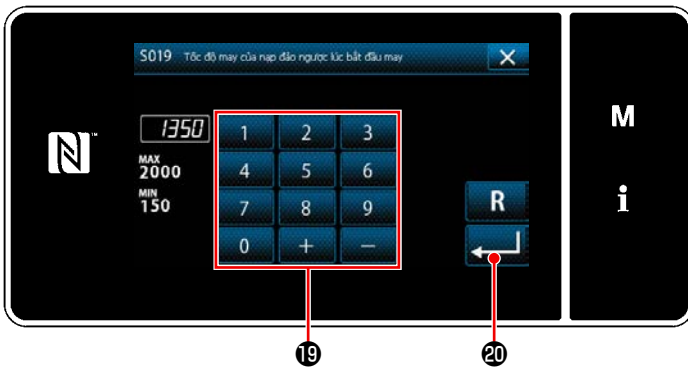 S019 Tốc độ may của nạp đảo ngược lúc bắt đầu may
1350
MAX
2000
MIN
150
1 2 3
4 5 6
7 8 9
0 + −
R
M
i
⓳ ⓴